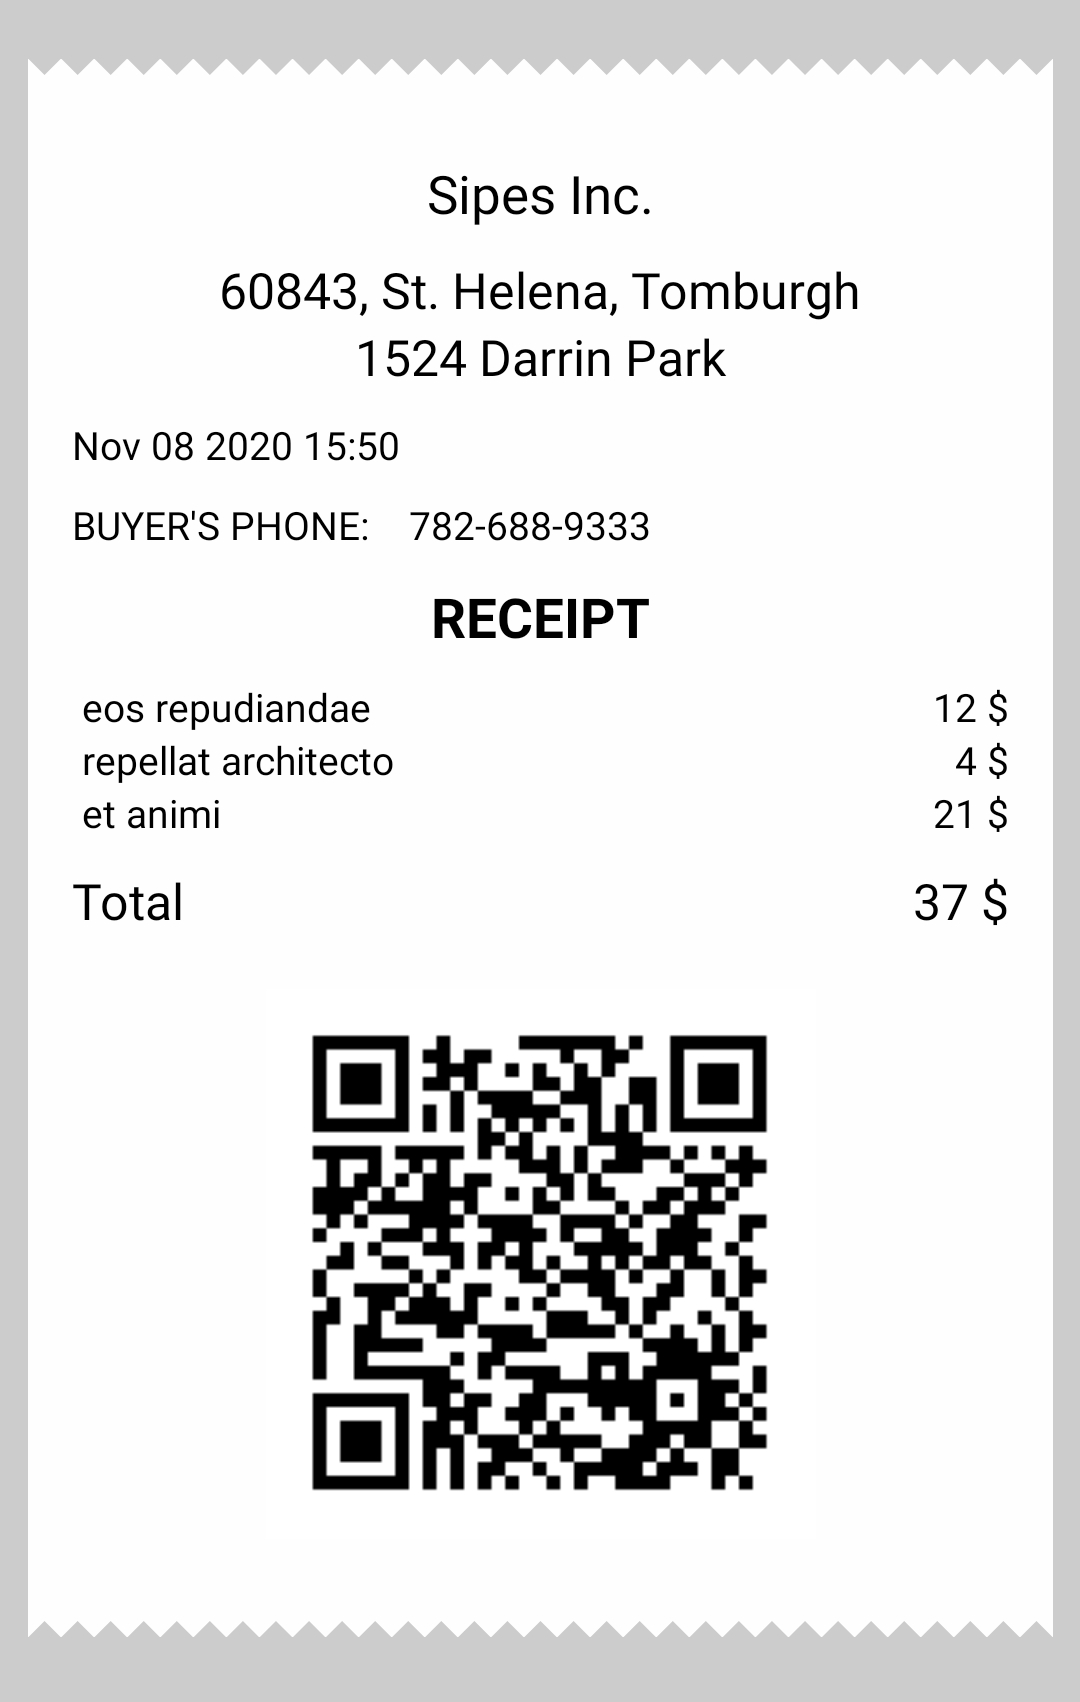 Sipes Inc.
60843, St. Helena, Tomburgh
1524 Darrin Park
Nov 08 2020 15:50
BUYER'S PHONE: 782-688-9333
RECEIPT
eos repudiandae 12 $
repellat architecto 4 $
et animi 21 $
Total 37 $